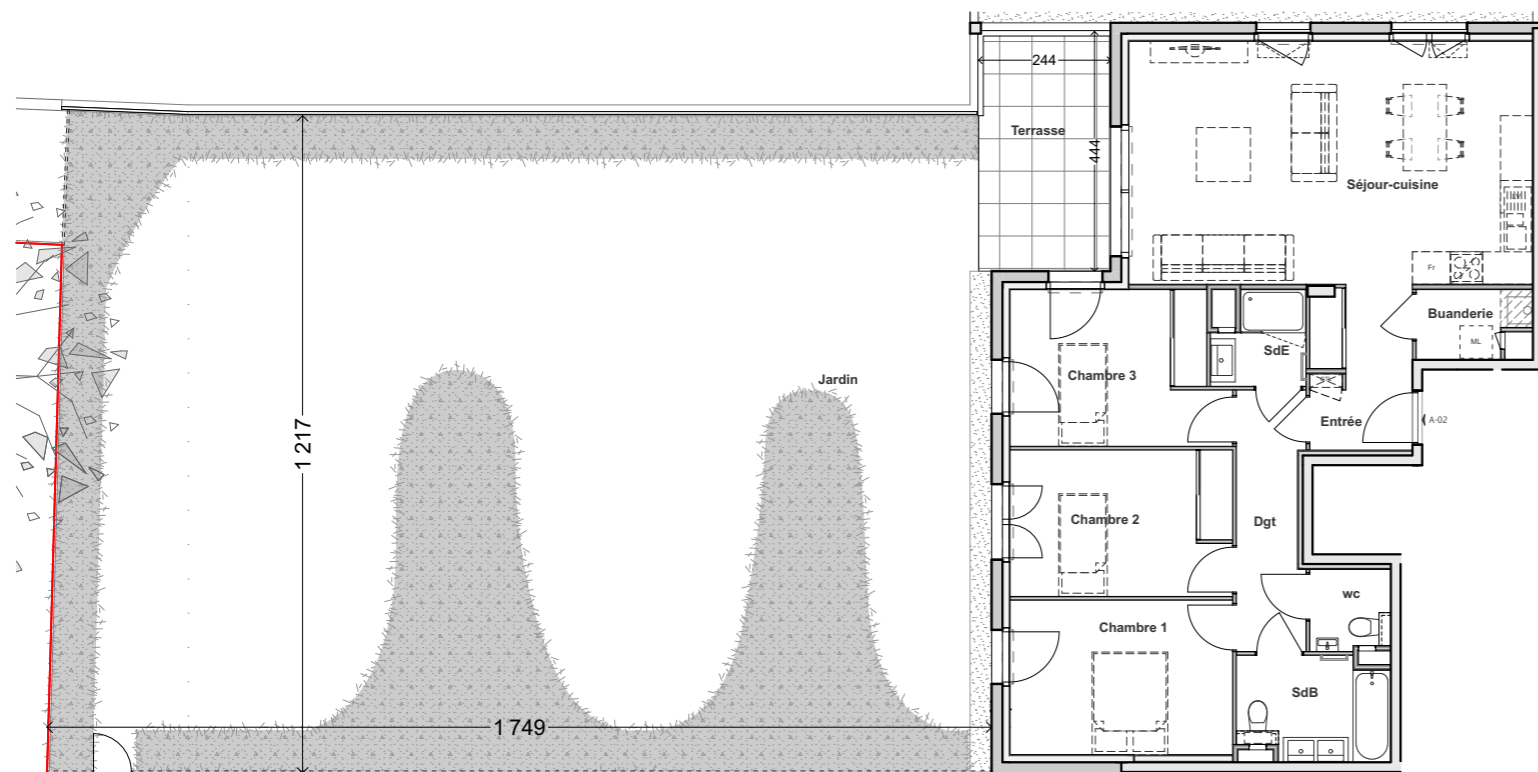 244
Terrasse
444
Séjour-cuisine
Fr
Buanderie
ML
SdE
Chambre 3
Jardin
Entrée
A-02
1 217
Chambre 2
Dgt
wc
Chambre 1
SdB
1 749